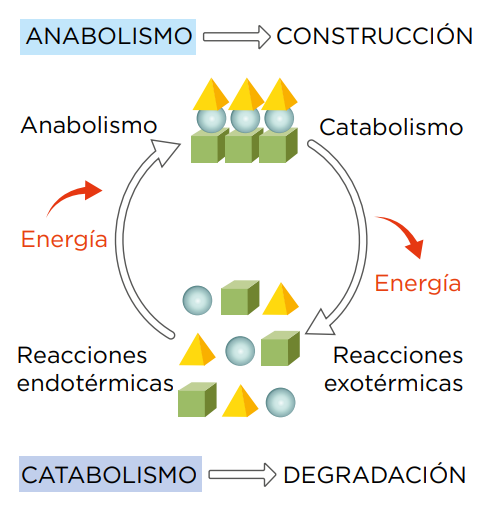 ANABOLISMO CONSTRUCCIÓN
Anabolismo
Catabolismo
Energía
Energía
Reacciones
endotérmicas
Reacciones
exotérmicas
CATABOLISMO DEGRADACIÓN